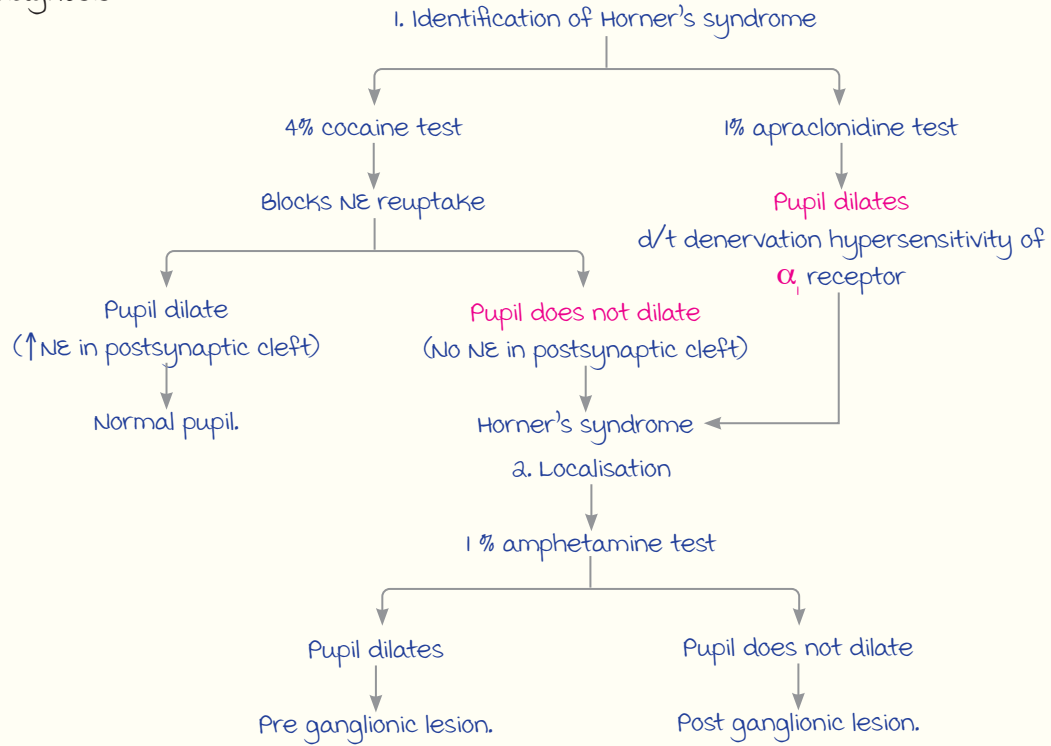 1. Identification of Horner's syndrome
4% cocaine test
1% apraclonidine test
Blocks NE reuptake
Pupil dilates
d/t denervation hypersensitivity of
α₁ receptor
Pupil dilate
(↑NE in postsynaptic cleft)
Pupil does not dilate
(No NE in postsynaptic cleft)
Normal pupil.
Horner's syndrome
2. Localisation
1 % amphetamine test
Pupil dilates
Pupil does not dilate
Pre ganglionic lesion.
Post ganglionic lesion.